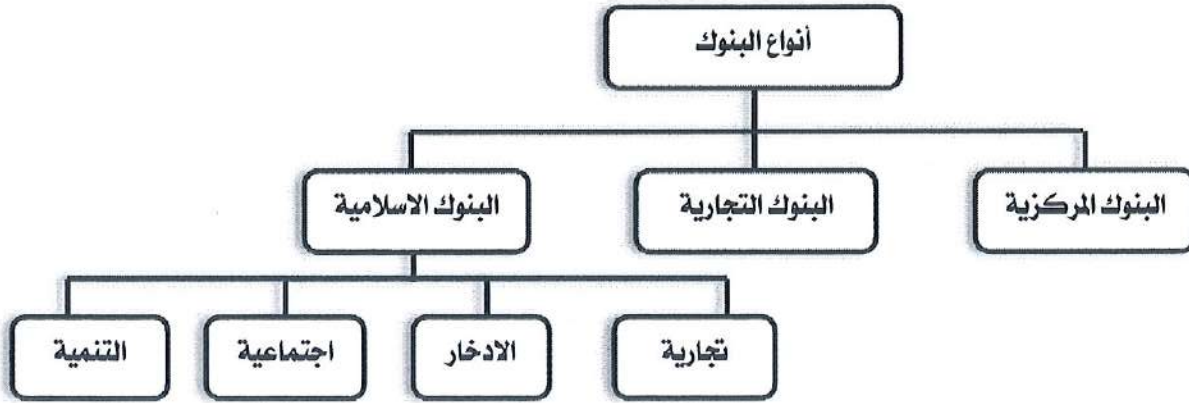 أنواع البنوك
البنوك المركزية
البنوك التجارية
البنوك الاسلامية
تجارية
الادخار
اجتماعية
التنمية